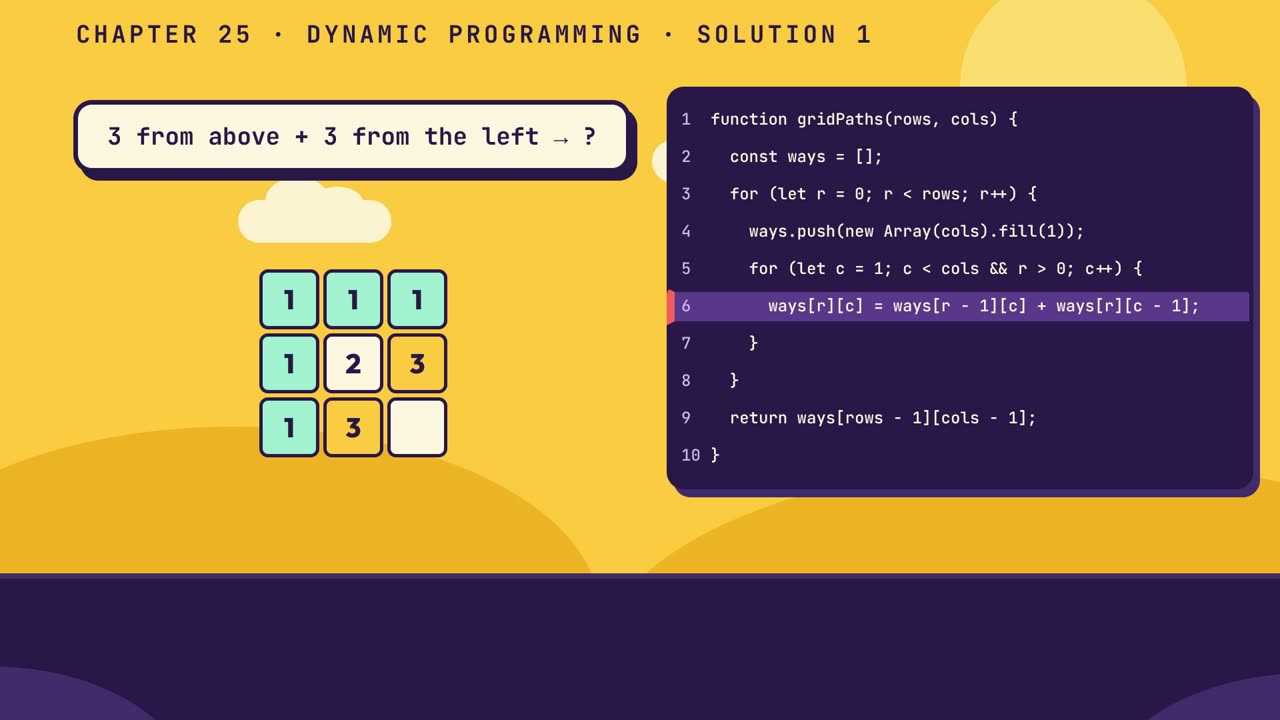 CHAPTER 25 · DYNAMIC PROGRAMMING · SOLUTION 1
3 from above + 3 from the left → ?
1 1 1
1 2 3
1 3
1 function gridPaths(rows, cols) {
2   const ways = [];
3   for (let r = 0; r < rows; r++) {
4     ways.push(new Array(cols).fill(1));
5     for (let c = 1; c < cols && r > 0; c++) {
6       ways[r][c] = ways[r - 1][c] + ways[r][c - 1];
7     }
8   }
9   return ways[rows - 1][cols - 1];
10 }